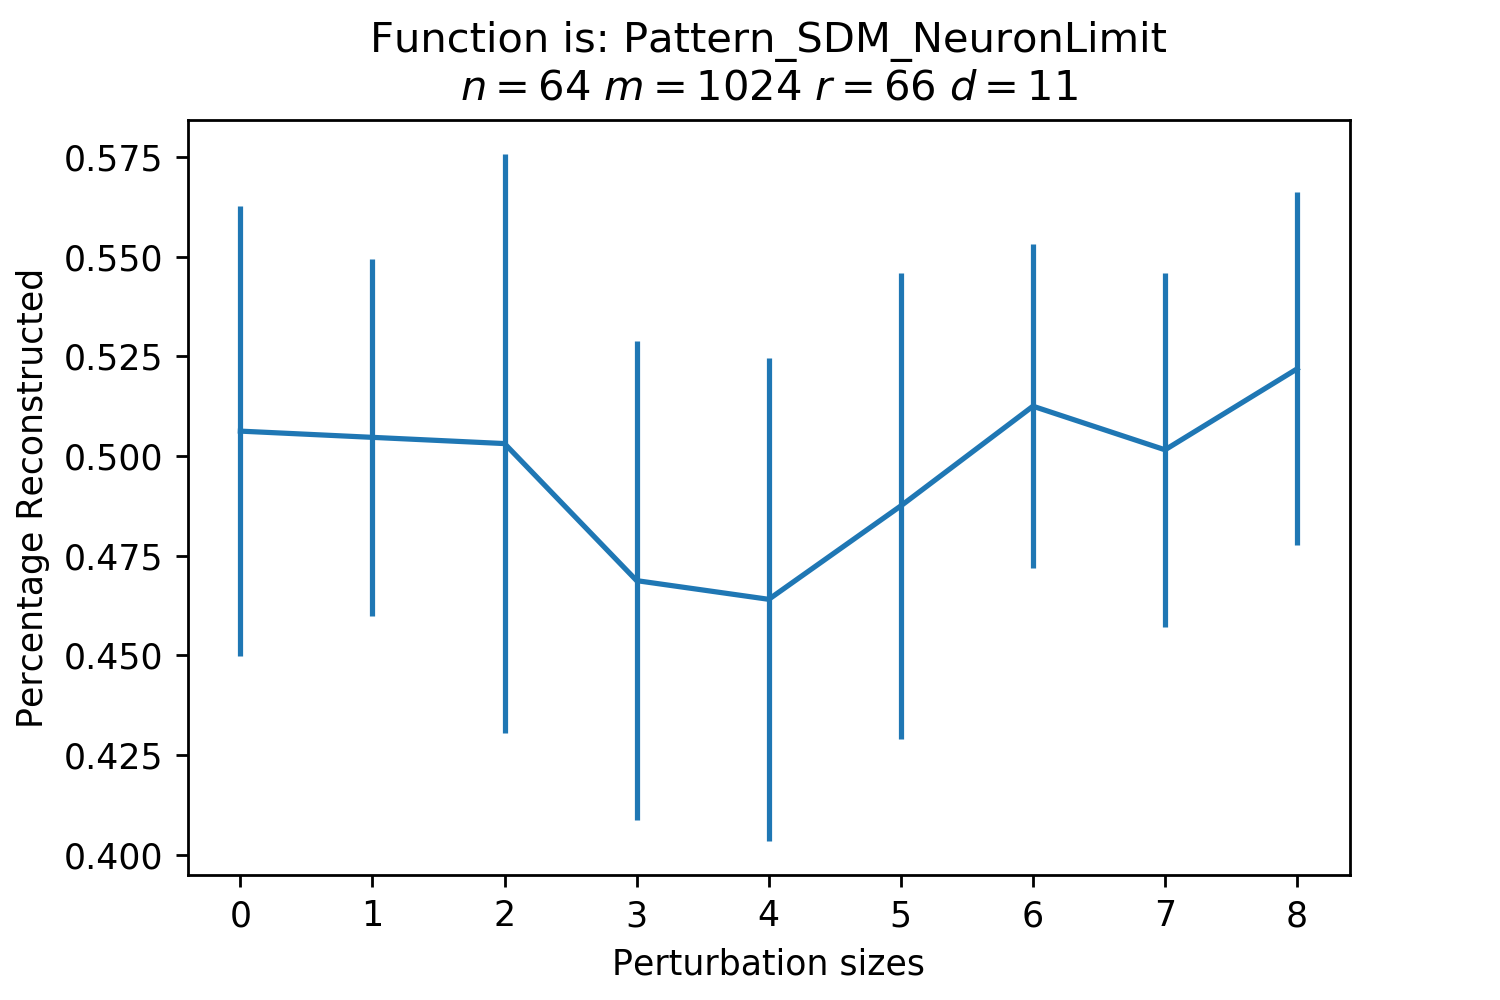 Function is: Pattern_SDM_NeuronLimit
n = 64 m = 1024 r = 66 d = 11
Percentage Reconstructed
0.575
0.550
0.525
0.500
0.475
0.450
0.425
0.400
0 1 2 3 4 5 6 7 8
Perturbation sizes